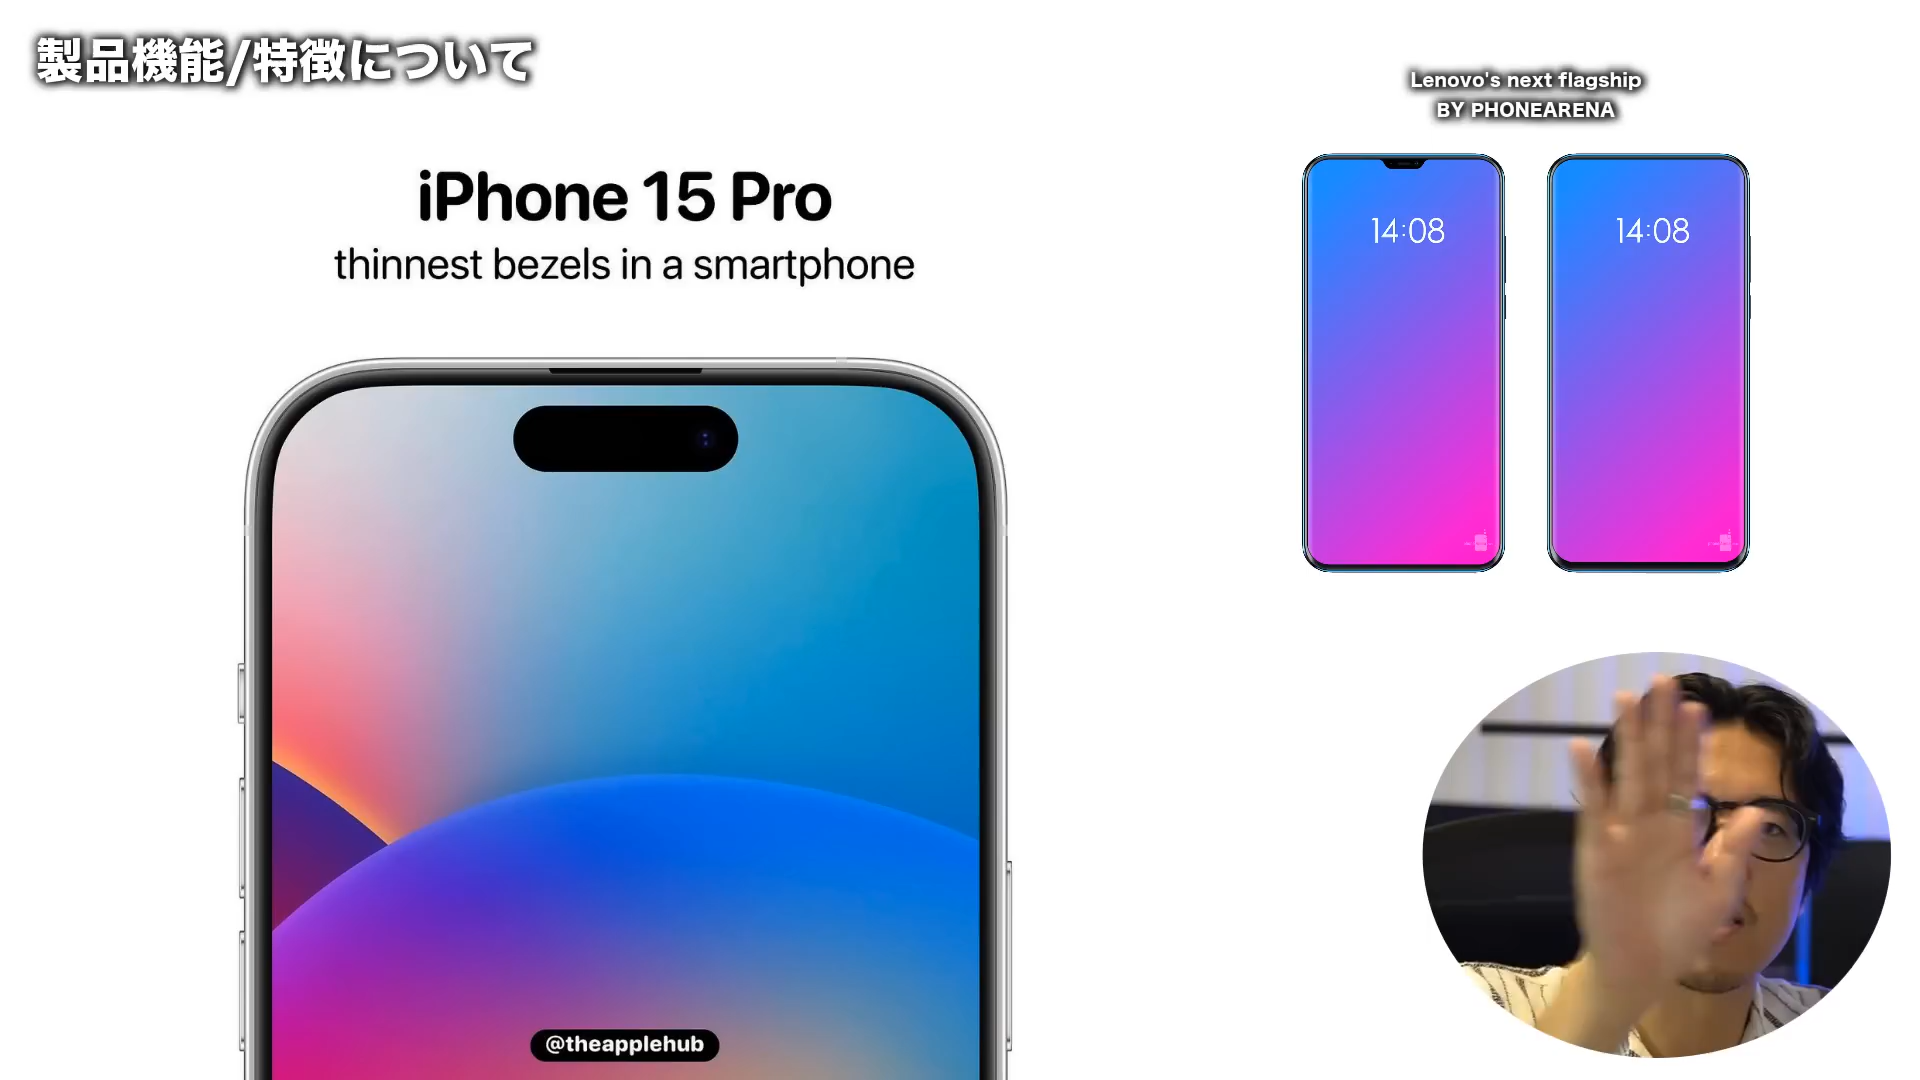 製品機能/特徴について
iPhone 15 Pro
thinnest bezels in a smartphone
@theapplehub
Lenovo's next flagship
BY PHONEARENA
14:08
14:08